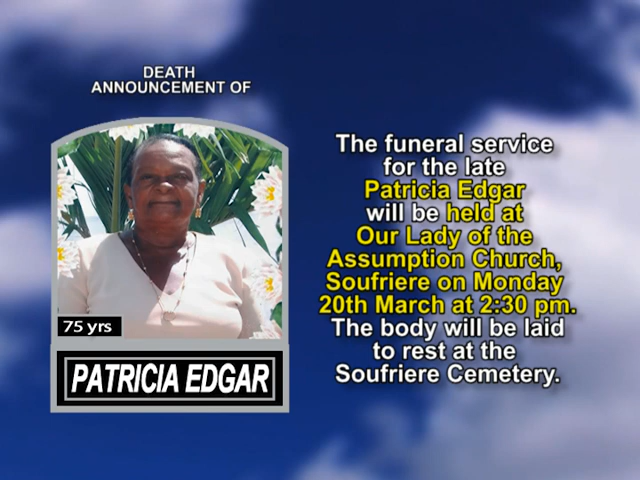 DEATH
ANNOUNCEMENT OF
75 yrs
PATRICIA EDGAR
The funeral service
for the late
Patricia Edgar
will be held at
Our Lady of the
Assumption Church,
Soufriere on Monday
20th March at 2:30 pm.
The body will be laid
to rest at the
Soufriere Cemetery.